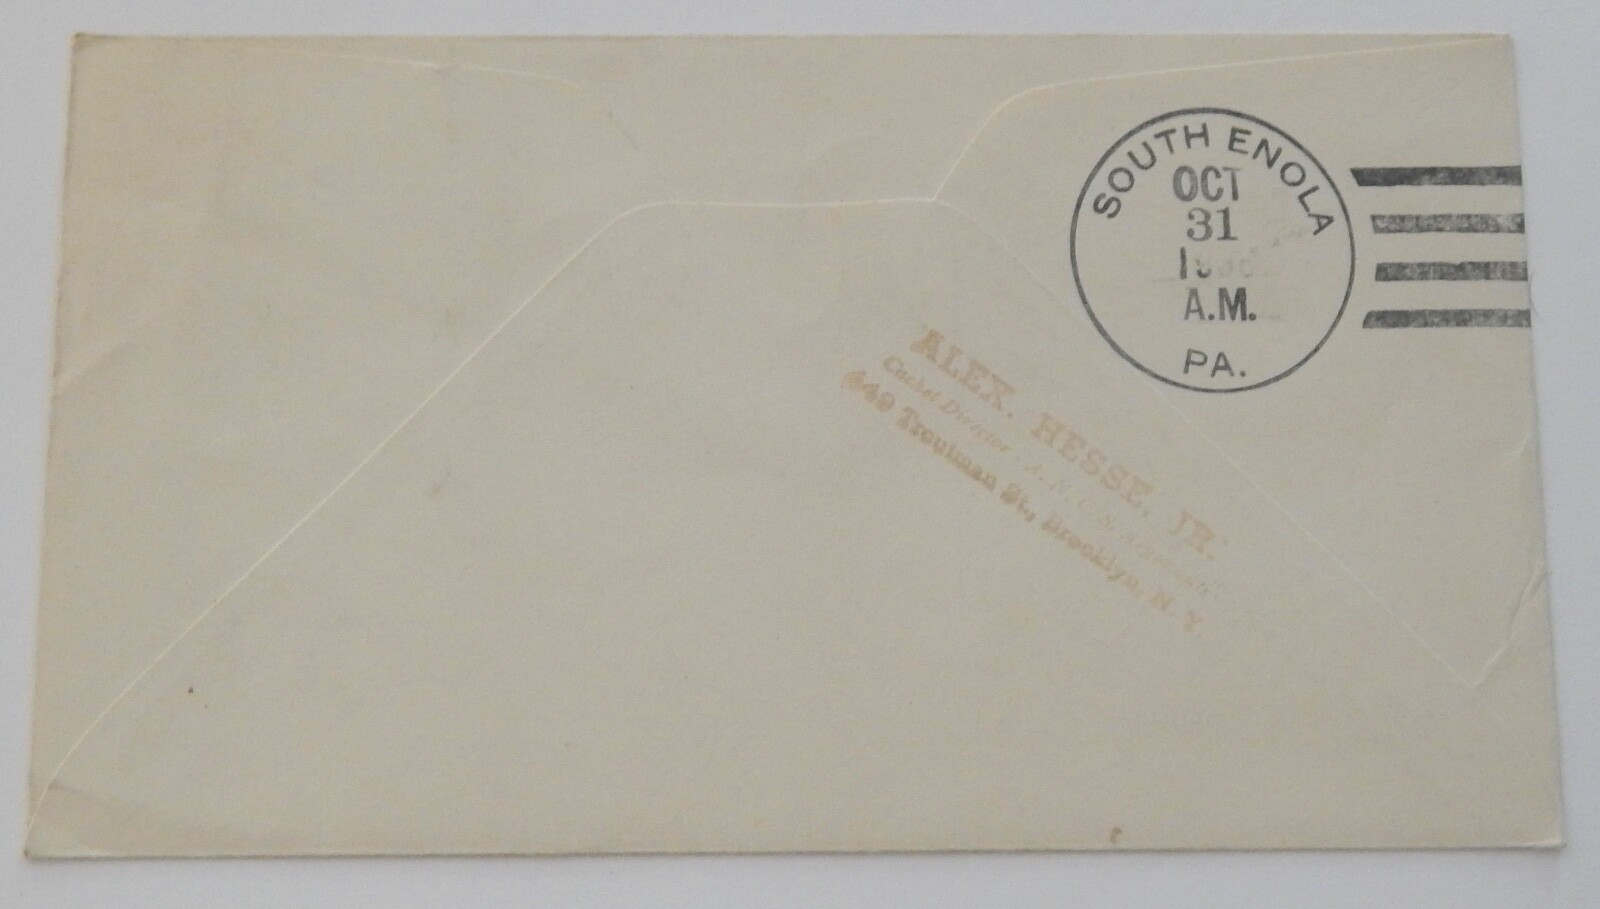 SOUTH ENOLA
OCT
31
A.M.
PA.
ALEX. HESSE, JR.
Cachet Director
Troutman St., Brooklyn, N. Y.